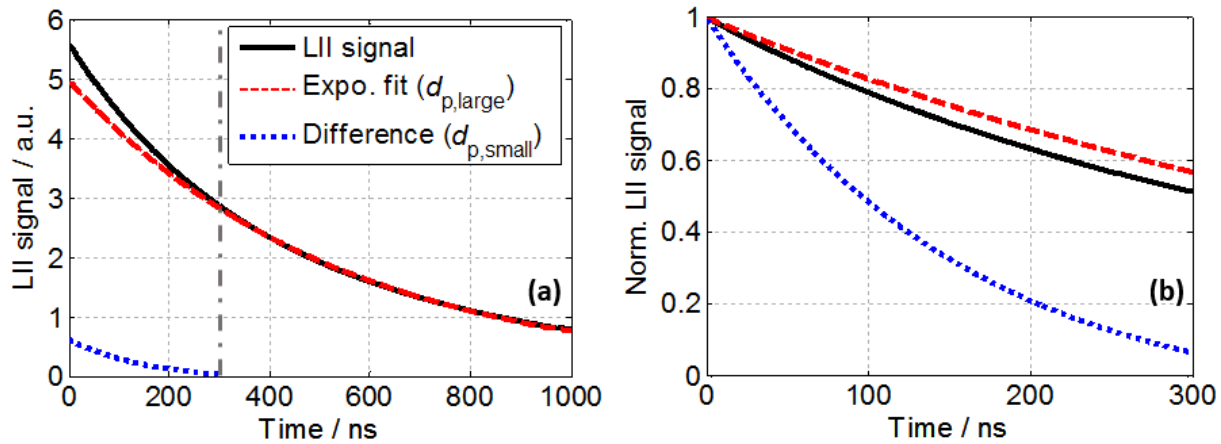 6
5
4
3
2
1
0
LII signal / a.u.
LII signal
Expo. fit (dp,large)
Difference (dp,small)
(a)
0 200 400 600 800 1000
Time / ns
1
0.8
0.6
0.4
0.2
0
Norm. LII signal
(b)
0 100 200 300
Time / ns